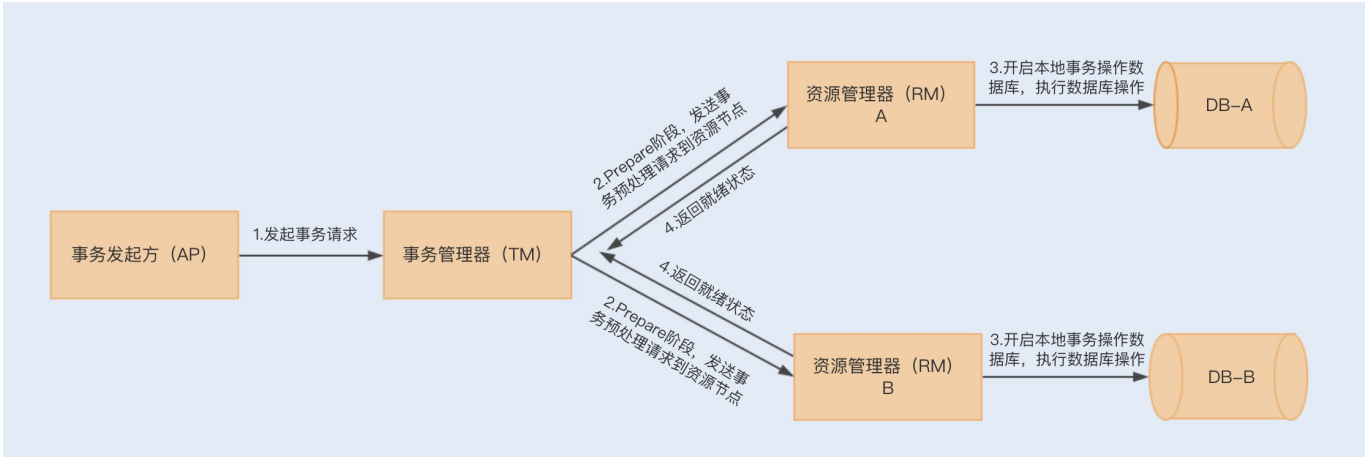 事务发起方（AP）
1.发起事务请求
事务管理器（TM）
2.Prepare阶段，发送事
务预处理请求到资源节点
4.返回就绪状态
资源管理器（RM）
A
3.开启本地事务操作数
据库，执行数据库操作
DB-A
4.返回就绪状态
2.Prepare阶段，发送事
务预处理请求到资源节点
资源管理器（RM）
B
3.开启本地事务操作数
据库，执行数据库操作
DB-B